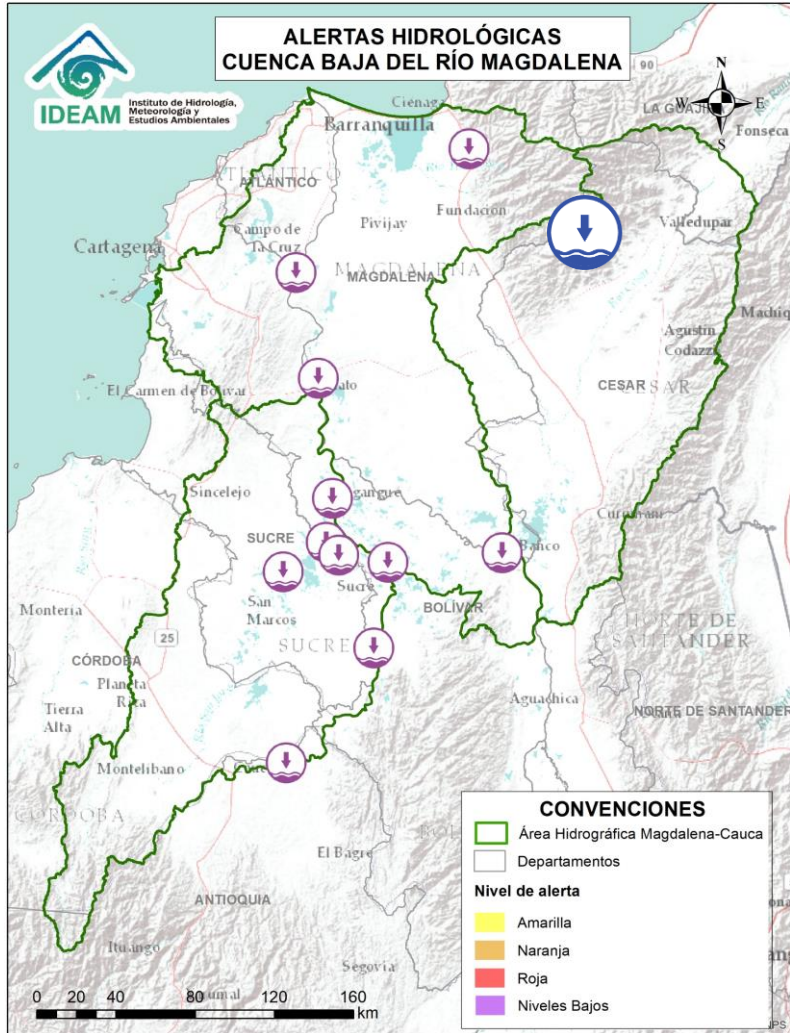 ALERTAS HIDROLÓGICAS
CUENCA BAJA DEL RÍO MAGDALENA
IDEAM
Instituto de Hidrología,
Meteorología y
Estudios Ambientales
N
W
E
S
90
Ciénaga
LA GUAJIRA
Barranquilla
Fonseca
ATLÁNTICO
ATLÁNTICO
Fundación
Pivijay
Valledupar
Campo de
la Cruz
Cartagena
MAGDALENA
MAGDALENA
Agustín
Codazzi
El Carmen de Bolívar
CESAR
CESAR
Sincelejo
Curumaní
SUCRE
Banco
Sucre
San
Marcos
BOLÍVAR
Montería
NORTE DE
SANTANDER
SUCRE
25
CÓRDOBA
Planeta
Rica
Aguachica
NORTE DE SANTANDER
Tierra
Alta
Montelíbano
CÓRDOBA
El Bagre
ANTIOQUIA
Ituango
Segovia
CONVENCIONES
Área Hidrográfica Magdalena-Cauca
Departamentos
Nivel de alerta
Amarilla
Naranja
Roja
Niveles Bajos
0 20 40 80 120 160
km